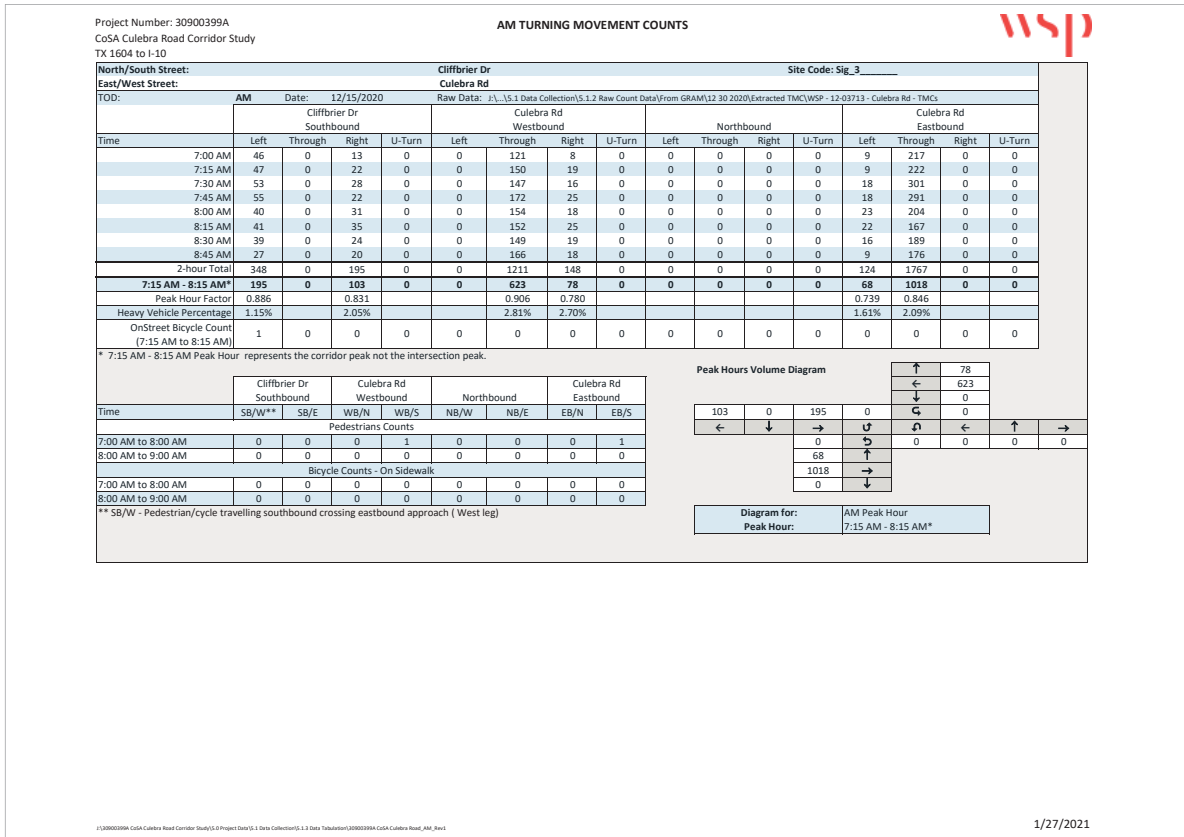 Project Number: 30900399A
AM TURNING MOVEMENT COUNTS
wsp
CoSA Culebra Road Corridor Study
TX 1604 to I-10
North/South Street: Cliffbrier Dr Site Code: Sig_3_______
East/West Street: Culebra Rd
TOD: AM Date: 12/15/2020 Raw Data: J:\...\5.1 Data Collection\5.1.2 Raw Count Data\From GRAM\12 30 2020\Extracted TMC\WSP - 12-03713 - Culebra Rd - TMCs
Cliffbrier Dr Culebra Rd Culebra Rd
Southbound Westbound Northbound Eastbound
Time Left Through Right U-Turn Left Through Right U-Turn Left Through Right U-Turn Left Through Right U-Turn
7:00 AM 46 0 13 0 0 121 8 0 0 0 0 0 9 217 0 0
7:15 AM 47 0 22 0 0 150 19 0 0 0 0 0 9 222 0 0
7:30 AM 53 0 28 0 0 147 16 0 0 0 0 0 18 301 0 0
7:45 AM 55 0 22 0 0 172 25 0 0 0 0 0 18 291 0 0
8:00 AM 40 0 31 0 0 154 18 0 0 0 0 0 23 204 0 0
8:15 AM 41 0 35 0 0 152 25 0 0 0 0 0 22 167 0 0
8:30 AM 39 0 24 0 0 149 19 0 0 0 0 0 16 189 0 0
8:45 AM 27 0 20 0 0 166 18 0 0 0 0 0 9 176 0 0
2-hour Total 348 0 195 0 0 1211 148 0 0 0 0 0 124 1767 0 0
7:15 AM - 8:15 AM* 195 0 103 0 0 623 78 0 0 0 0 0 68 1018 0 0
Peak Hour Factor 0.886 0.831 0.906 0.780 0.739 0.846
Heavy Vehicle Percentage 1.15% 2.05% 2.81% 2.70% 1.61% 2.09%
OnStreet Bicycle Count
(7:15 AM to 8:15 AM) 1 0 0 0 0 0 0 0 0 0 0 0 0 0 0 0
* 7:15 AM - 8:15 AM Peak Hour represents the corridor peak not the intersection peak.
Cliffbrier Dr Culebra Rd Culebra Rd
Southbound Westbound Northbound Eastbound
Time SB/W** SB/E WB/N WB/S NB/W NB/E EB/N EB/S
Pedestrians Counts
7:00 AM to 8:00 AM 0 0 0 1 0 0 0 1
8:00 AM to 9:00 AM 0 0 0 0 0 0 0 0
Bicycle Counts - On Sidewalk
7:00 AM to 8:00 AM 0 0 0 0 0 0 0 0
8:00 AM to 9:00 AM 0 0 0 0 0 0 0 0
** SB/W - Pedestrian/cycle travelling southbound crossing eastbound approach ( West leg)
Peak Hours Volume Diagram ↑ 78
← 623
↓ 0
103 0 195 0 ↪ 0
← ↓ → ↺ ↷ ← ↑ →
0 ↩ 0 0 0 0
68 ↑
1018 →
0 ↓
Diagram for: AM Peak Hour
Peak Hour: 7:15 AM - 8:15 AM*
J:\30900399A CoSA Culebra Road Corridor Study\5.0 Project Data\5.1 Data Collection\5.1.3 Data Tabulation\30900399A CoSA Culebra Road_AM_Rev1
1/27/2021